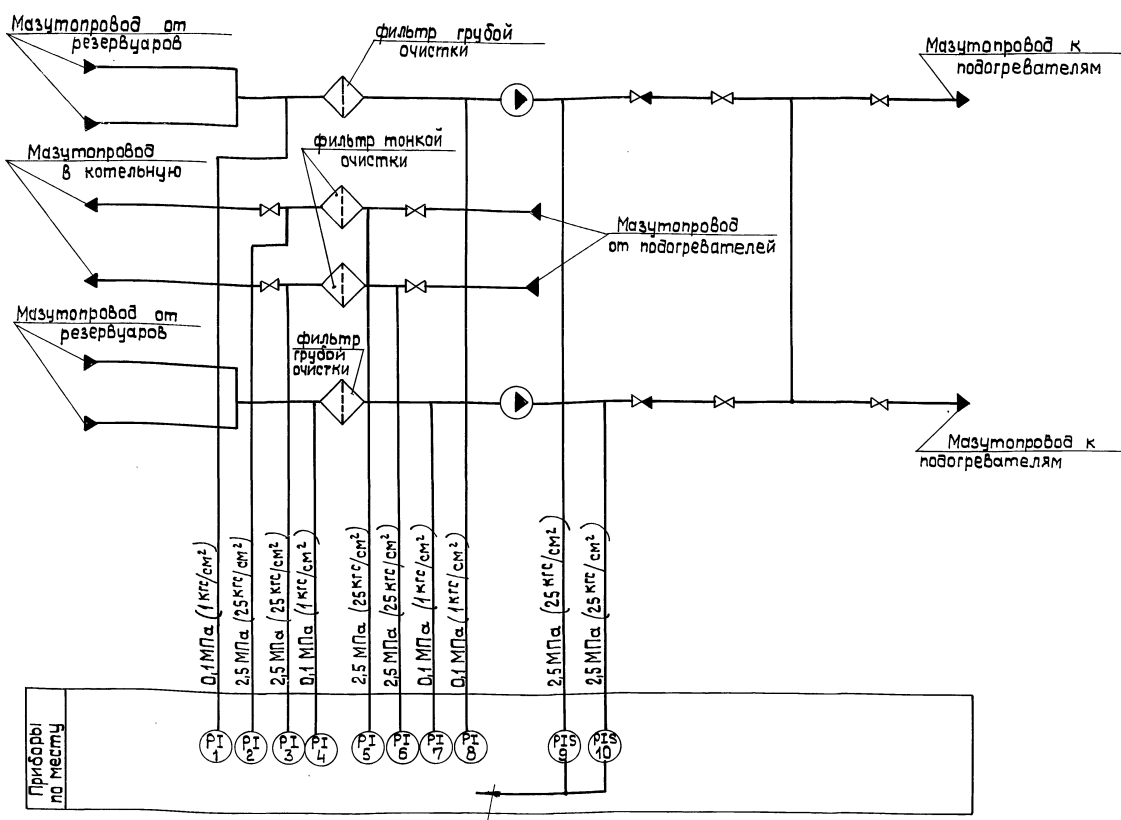 Мазутопровод от
резервуаров
фильтр грубой
очистки
Мазутопровод к
подогревателям
Мазутопровод
в котельную
фильтр тонкой
очистки
Мазутопровод
от подогревателей
Мазутопровод от
резервуаров
фильтр
грубой
очистки
Мазутопровод к
подогревателям
0,1 МПа (1 кгс/см²)
2,5 МПа (25 кгс/см²)
2,5 МПа (25 кгс/см²)
0,1 МПа (1 кгс/см²)
2,5 МПа (25 кгс/см²)
2,5 МПа (25 кгс/см²)
0,1 МПа (1 кгс/см²)
0,1 МПа (1 кгс/см²)
2,5 МПа (25 кгс/см²)
2,5 МПа (25 кгс/см²)
Приборы
по месту
PI
1
PI
2
PI
3
PI
4
PI
5
PI
6
PI
7
PI
8
PIS
9
PIS
10